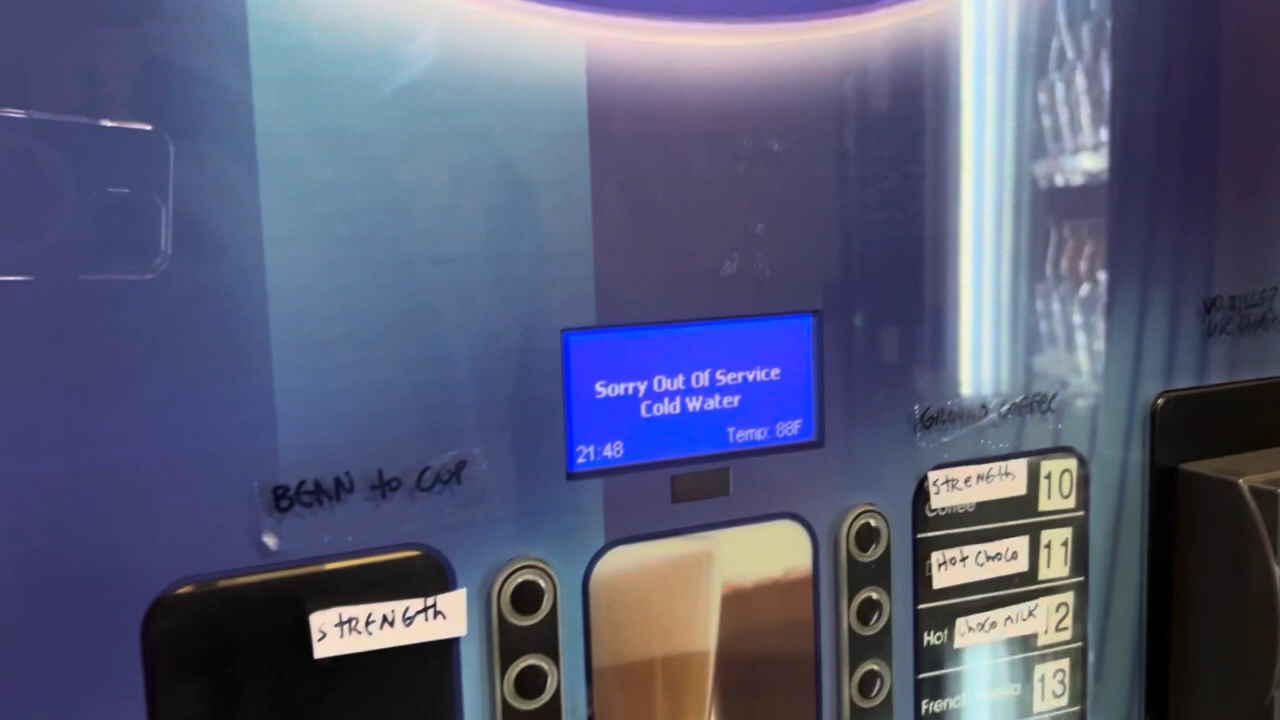 Sorry Out Of Service
Cold Water
21:48 Temp: 88F
BEAN to CUP
GROUND COFFEE
STRENGTH
STRENGTH 10
Coffee
HOT CHOCO 11
Hot CHOCO MILK 12
French 13